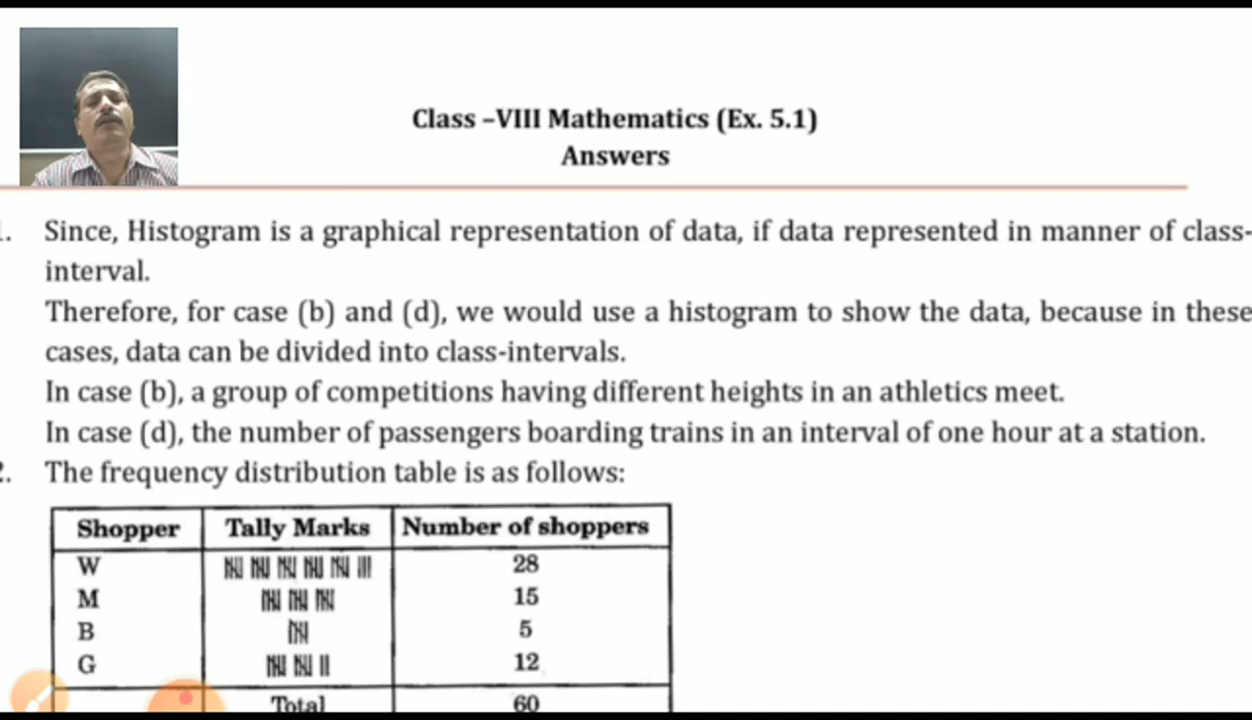 Class –VIII Mathematics (Ex. 5.1)
Answers
Since, Histogram is a graphical representation of data, if data represented in manner of class-
interval.
Therefore, for case (b) and (d), we would use a histogram to show the data, because in these
cases, data can be divided into class-intervals.
In case (b), a group of competitions having different heights in an athletics meet.
In case (d), the number of passengers boarding trains in an interval of one hour at a station.
The frequency distribution table is as follows:
Shopper Tally Marks Number of shoppers
W 28
M 15
B 5
G 12
Total 60